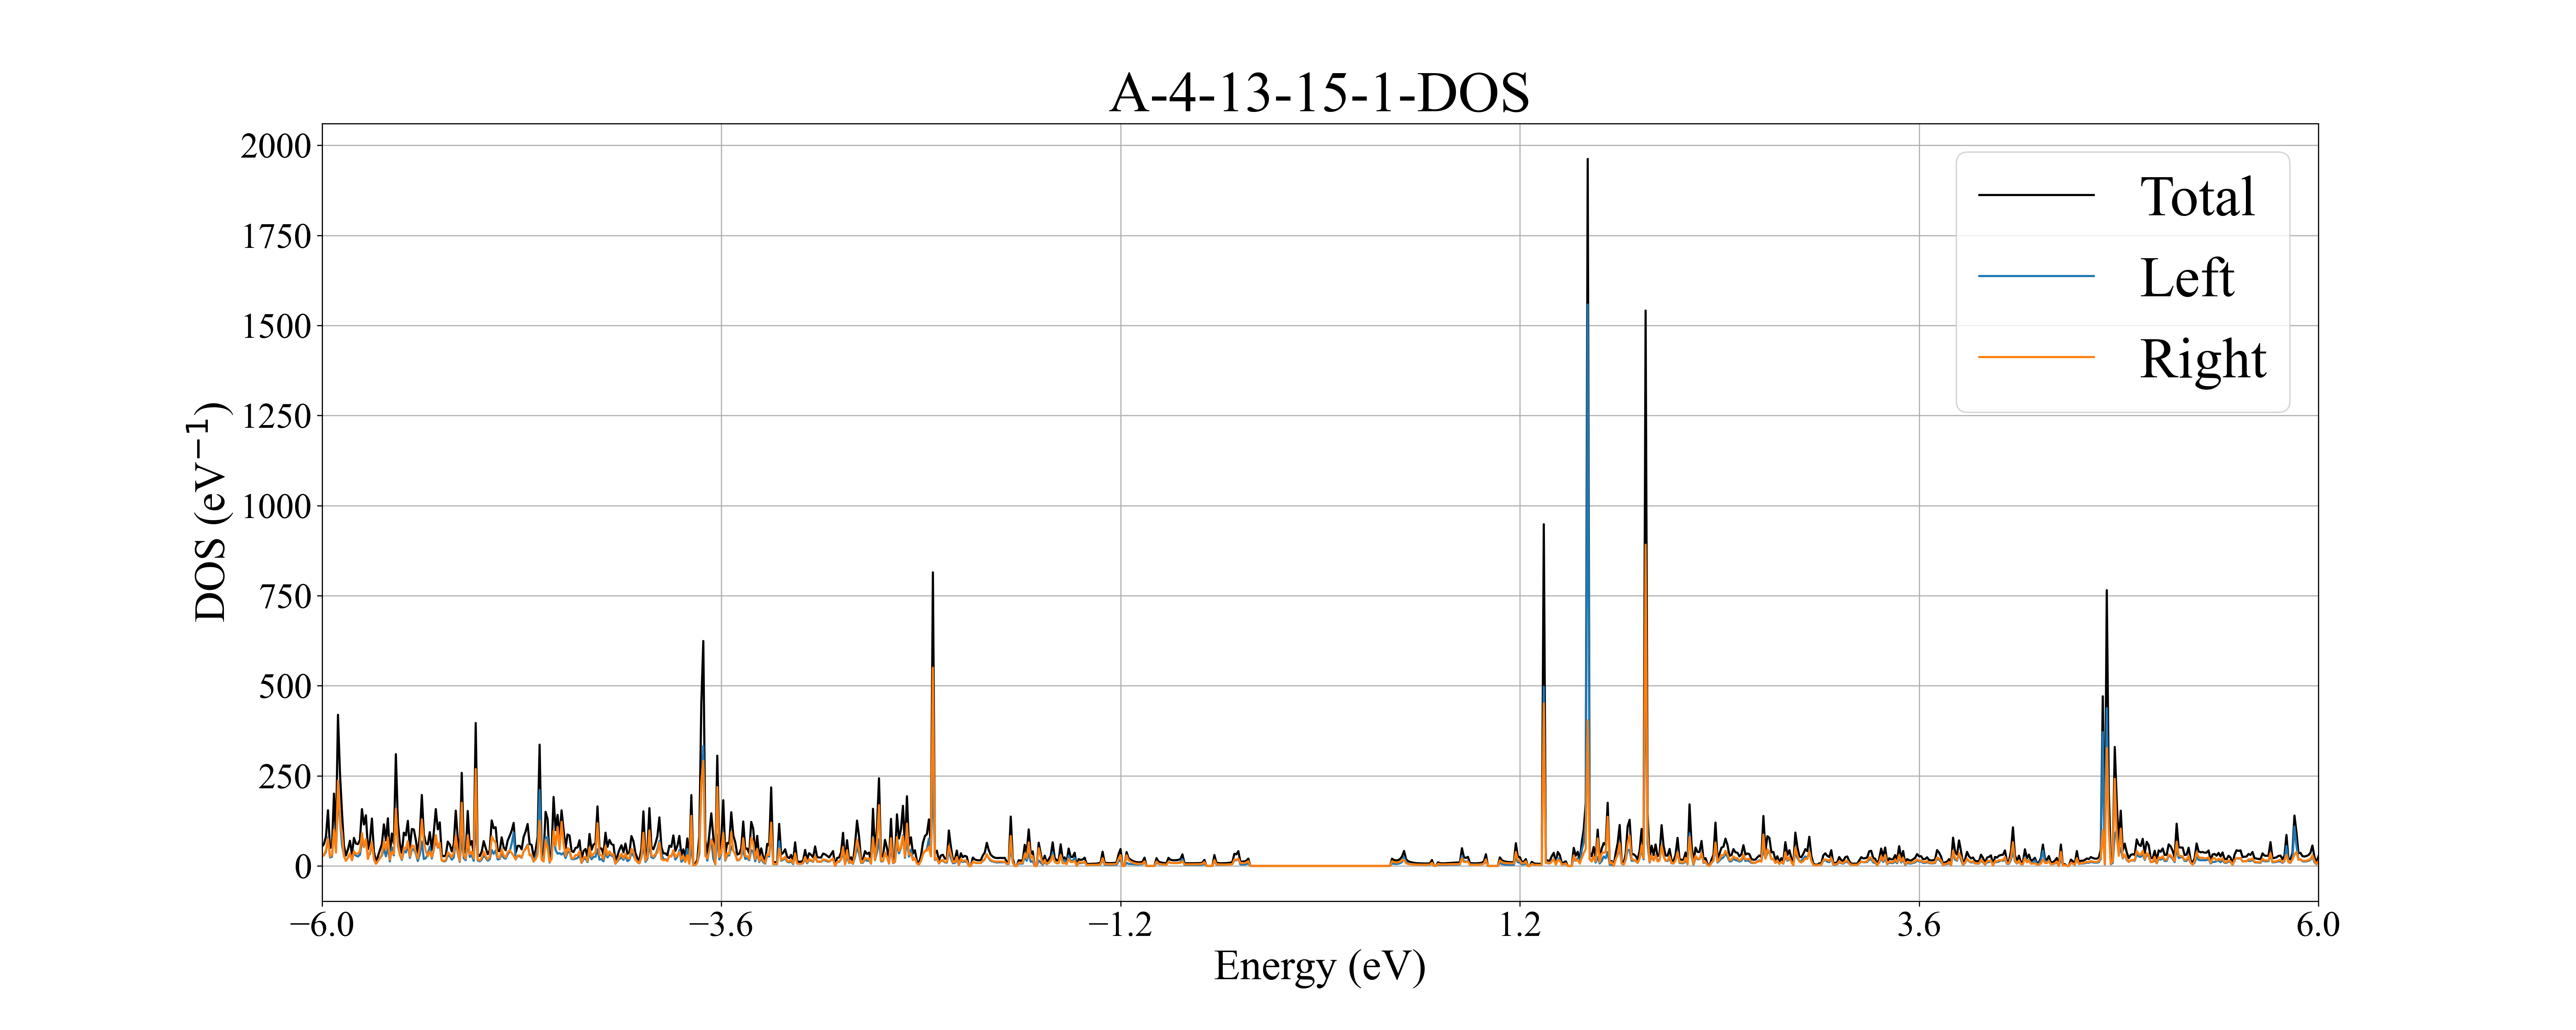 A-4-13-15-1-DOS
2000
1750
1500
1250
1000
750
500
250
0
DOS (eV⁻¹)
Total
Left
Right
−6.0 −3.6 −1.2 1.2 3.6 6.0
Energy (eV)